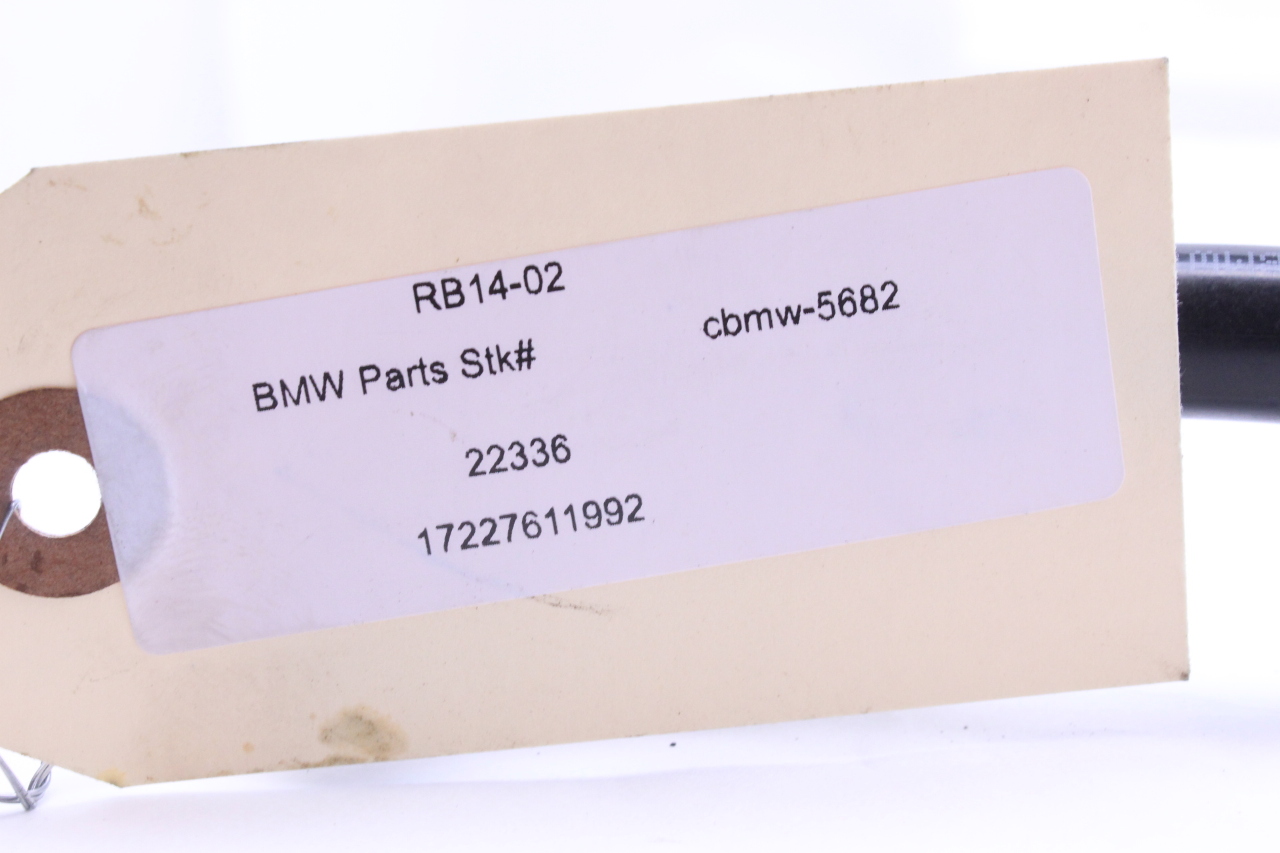 RB14-02
cbmw-5682
BMW Parts Stk#
22336
17227611992